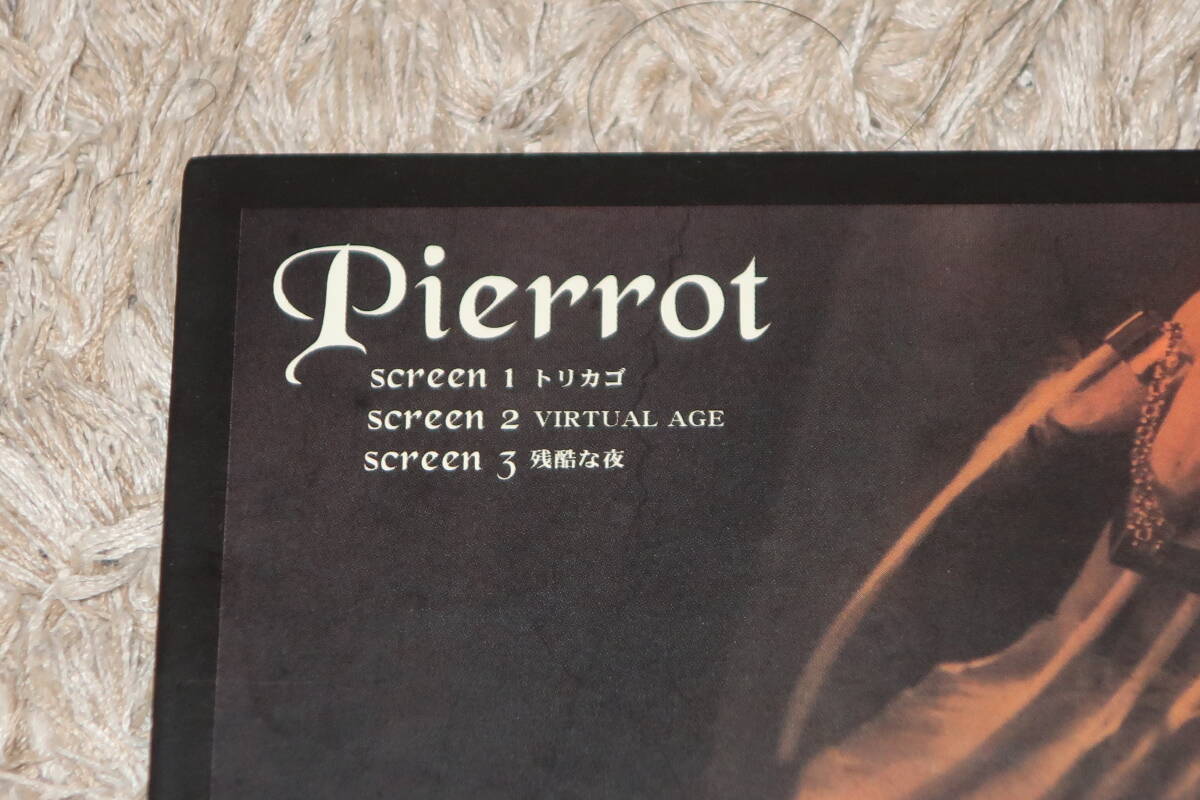 Pierrot
screen 1 トリカゴ
screen 2 VIRTUAL AGE
screen 3 残酷な夜